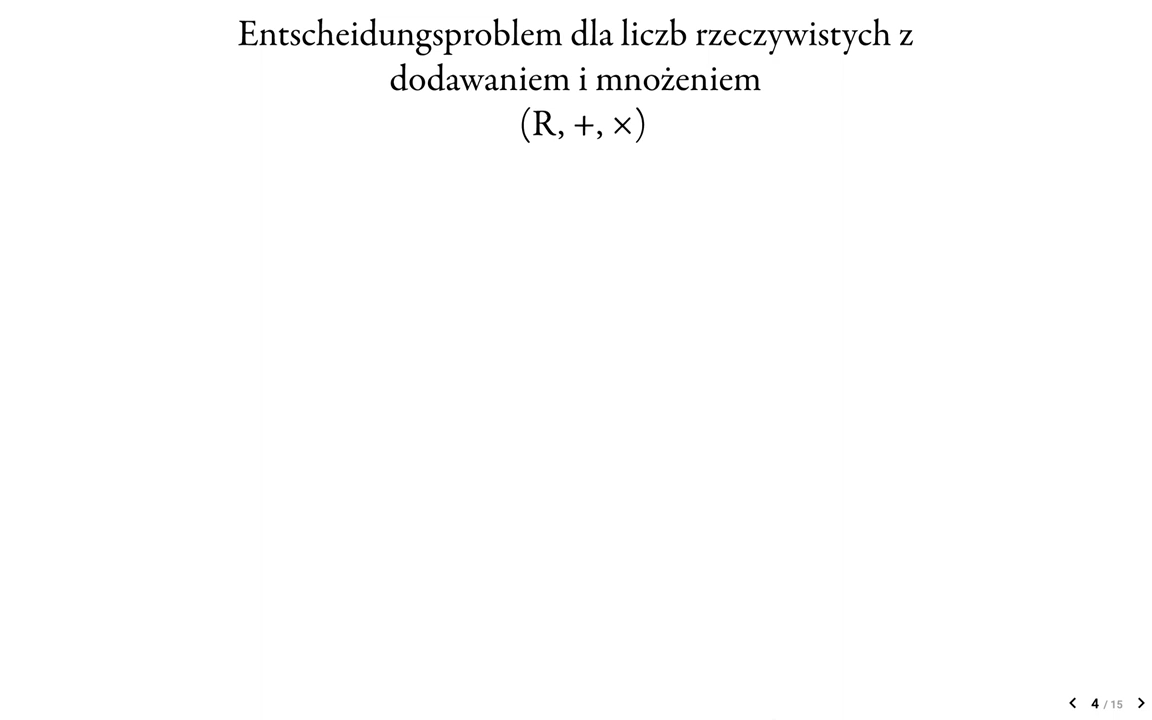 Entscheidungsproblem dla liczb rzeczywistych z
dodawaniem i mnożeniem
(R, +, ×)
4 / 15